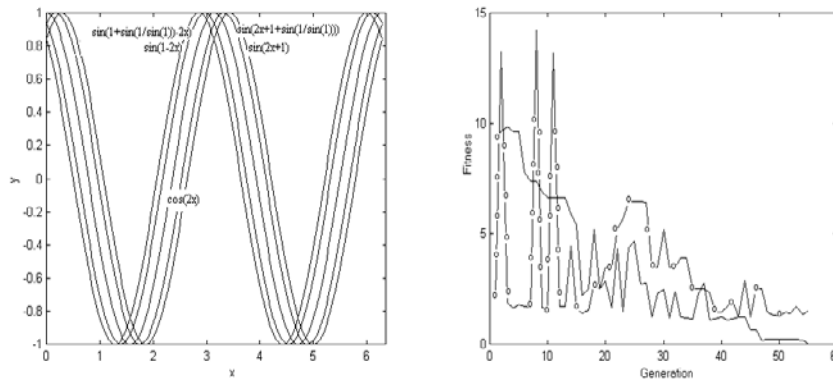 1
0.8
0.6
0.4
0.2
0
-0.2
-0.4
-0.6
-0.8
-1
y
sin(1+sin(1/sin(1))-2x)
sin(1-2x)
sin(2x+1+sin(1/sin(1)))
sin(2x+1)
cos(2x)
0 1 2 3 4 5 6
x
15
10
5
0
Fitness
0 10 20 30 40 50 6
Generation